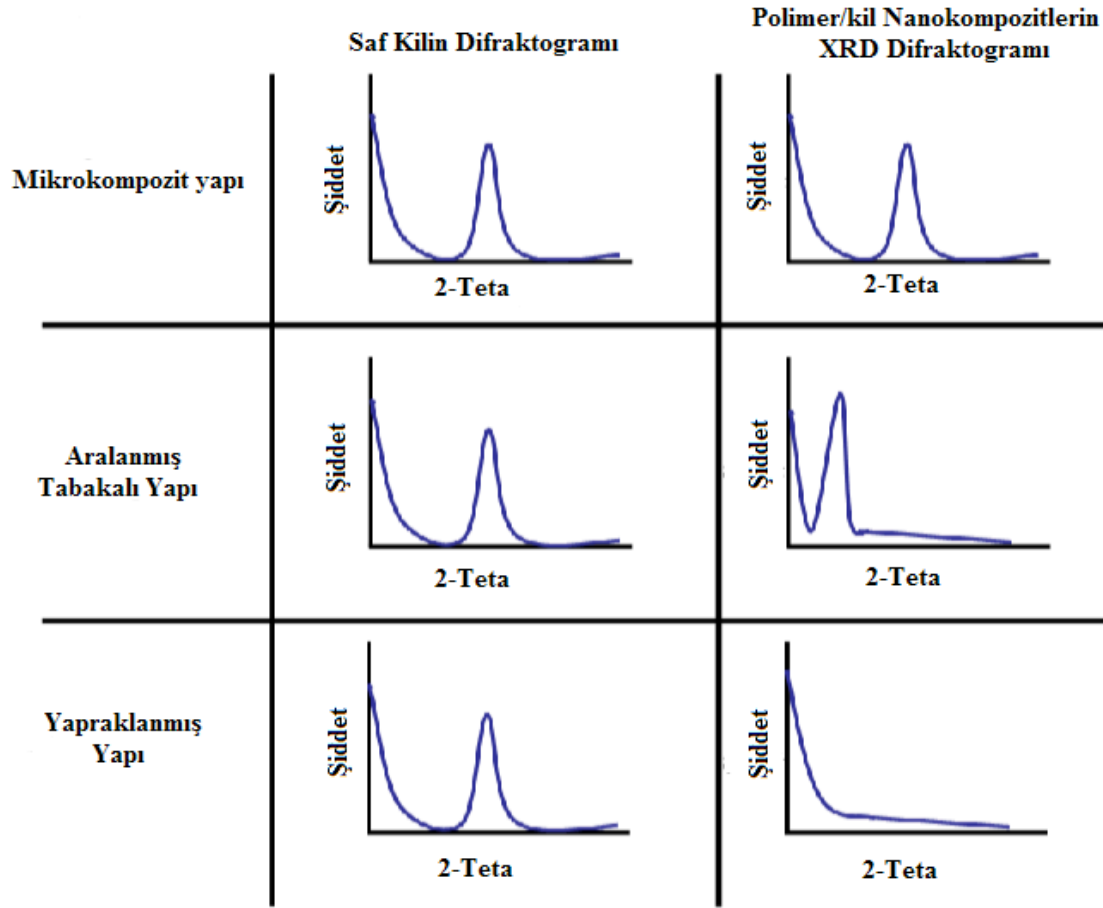 Saf Kilin Difraktogramı
Polimer/kil Nanokompozitlerin
XRD Difraktogramı
Mikrokompozit yapı
Şiddet
2-Teta
Şiddet
2-Teta
Aralanmış
Tabakalı Yapı
Şiddet
2-Teta
Şiddet
2-Teta
Yapraklanmış
Yapı
Şiddet
2-Teta
Şiddet
2-Teta